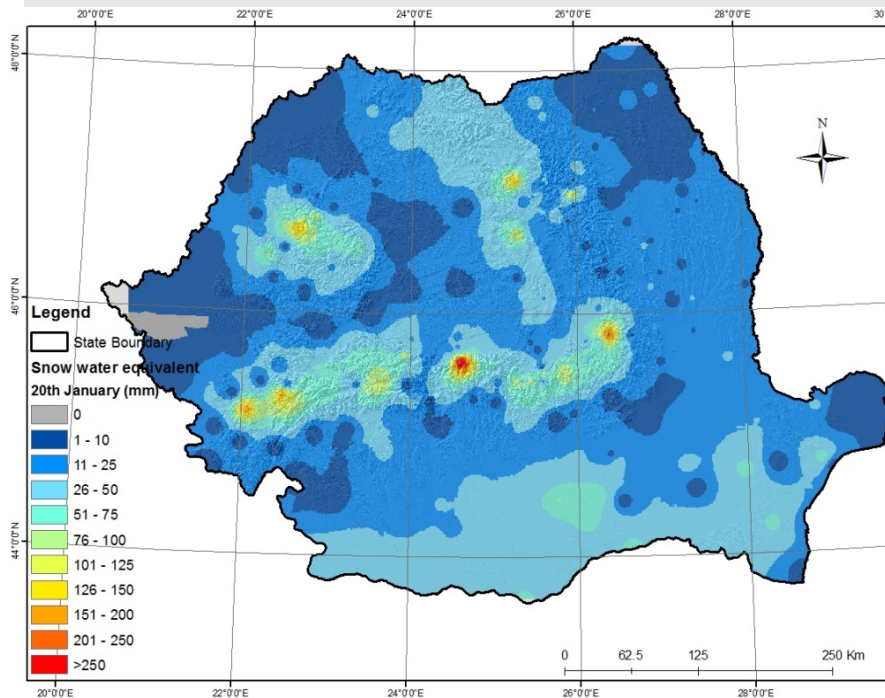 20°0'0"E 22°0'0"E 24°0'0"E 26°0'0"E 28°0'0"E 30
48°0'0"N
N
46°0'0"N
Legend
State Boundary
Snow water equivalent
20th January (mm)
0
1 - 10
11 - 25
26 - 50
51 - 75
76 - 100
101 - 125
126 - 150
151 - 200
201 - 250
>250
44°0'0"N
0 62.5 125 250 Km
20°0'0"E 22°0'0"E 24°0'0"E 26°0'0"E 28°0'0"E